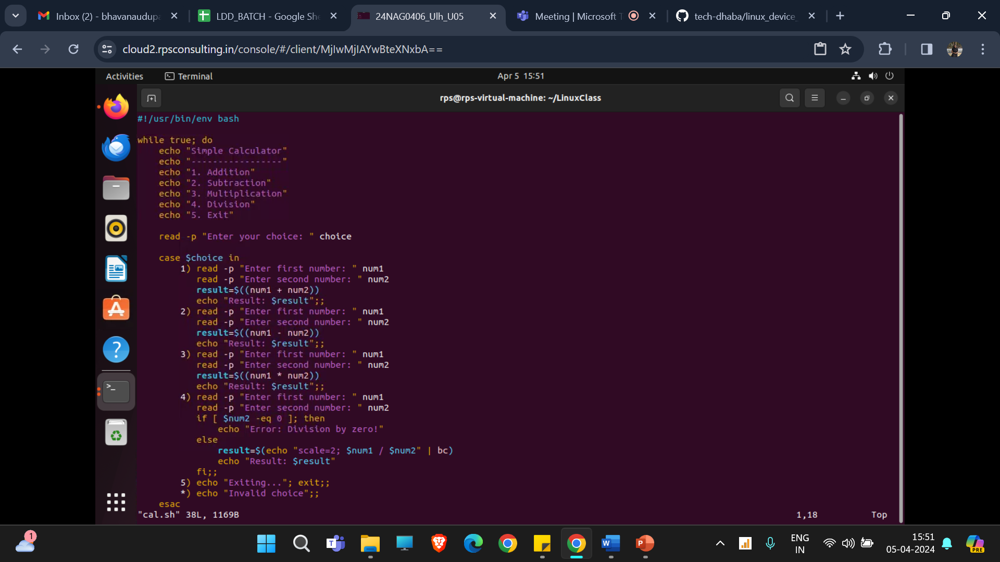 Inbox (2) - bhavanaudupa
LDD_BATCH - Google She
24NAG0406_Ulh_U05
Meeting | Microsoft T
tech-dhaba/linux_device_
cloud2.rpsconsulting.in/console/#/client/MjIwMjIAYwBteXNxbA==
Activities
Terminal
Apr 5 15:51
rps@rps-virtual-machine: ~/LinuxClass
#!/usr/bin/env bash
while true; do
echo "Simple Calculator"
echo "-----------------"
echo "1. Addition"
echo "2. Subtraction"
echo "3. Multiplication"
echo "4. Division"
echo "5. Exit"
read -p "Enter your choice: " choice
case $choice in
1) read -p "Enter first number: " num1
read -p "Enter second number: " num2
result=$((num1 + num2))
echo "Result: $result";;
2) read -p "Enter first number: " num1
read -p "Enter second number: " num2
result=$((num1 - num2))
echo "Result: $result";;
3) read -p "Enter first number: " num1
read -p "Enter second number: " num2
result=$((num1 * num2))
echo "Result: $result";;
4) read -p "Enter first number: " num1
read -p "Enter second number: " num2
if [ $num2 -eq 0 ]; then
echo "Error: Division by zero!"
else
result=$(echo "scale=2; $num1 / $num2" | bc)
echo "Result: $result"
fi;;
5) echo "Exiting..."; exit;;
*) echo "Invalid choice";;
esac
"cal.sh" 38L, 1169B 1,18 Top
1
ENG
IN
15:51
05-04-2024
PRE